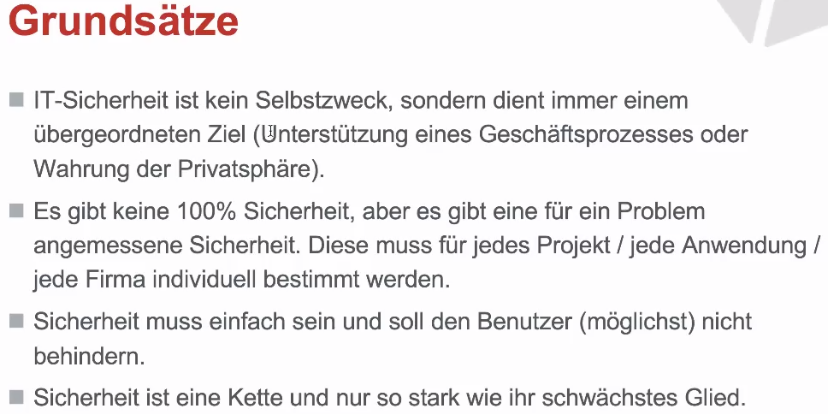 Grundsätze
IT-Sicherheit ist kein Selbstzweck, sondern dient immer einem
übergeordneten Ziel (Unterstützung eines Geschäftsprozesses oder
Wahrung der Privatsphäre).
Es gibt keine 100% Sicherheit, aber es gibt eine für ein Problem
angemessene Sicherheit. Diese muss für jedes Projekt / jede Anwendung /
jede Firma individuell bestimmt werden.
Sicherheit muss einfach sein und soll den Benutzer (möglichst) nicht
behindern.
Sicherheit ist eine Kette und nur so stark wie ihr schwächstes Glied.